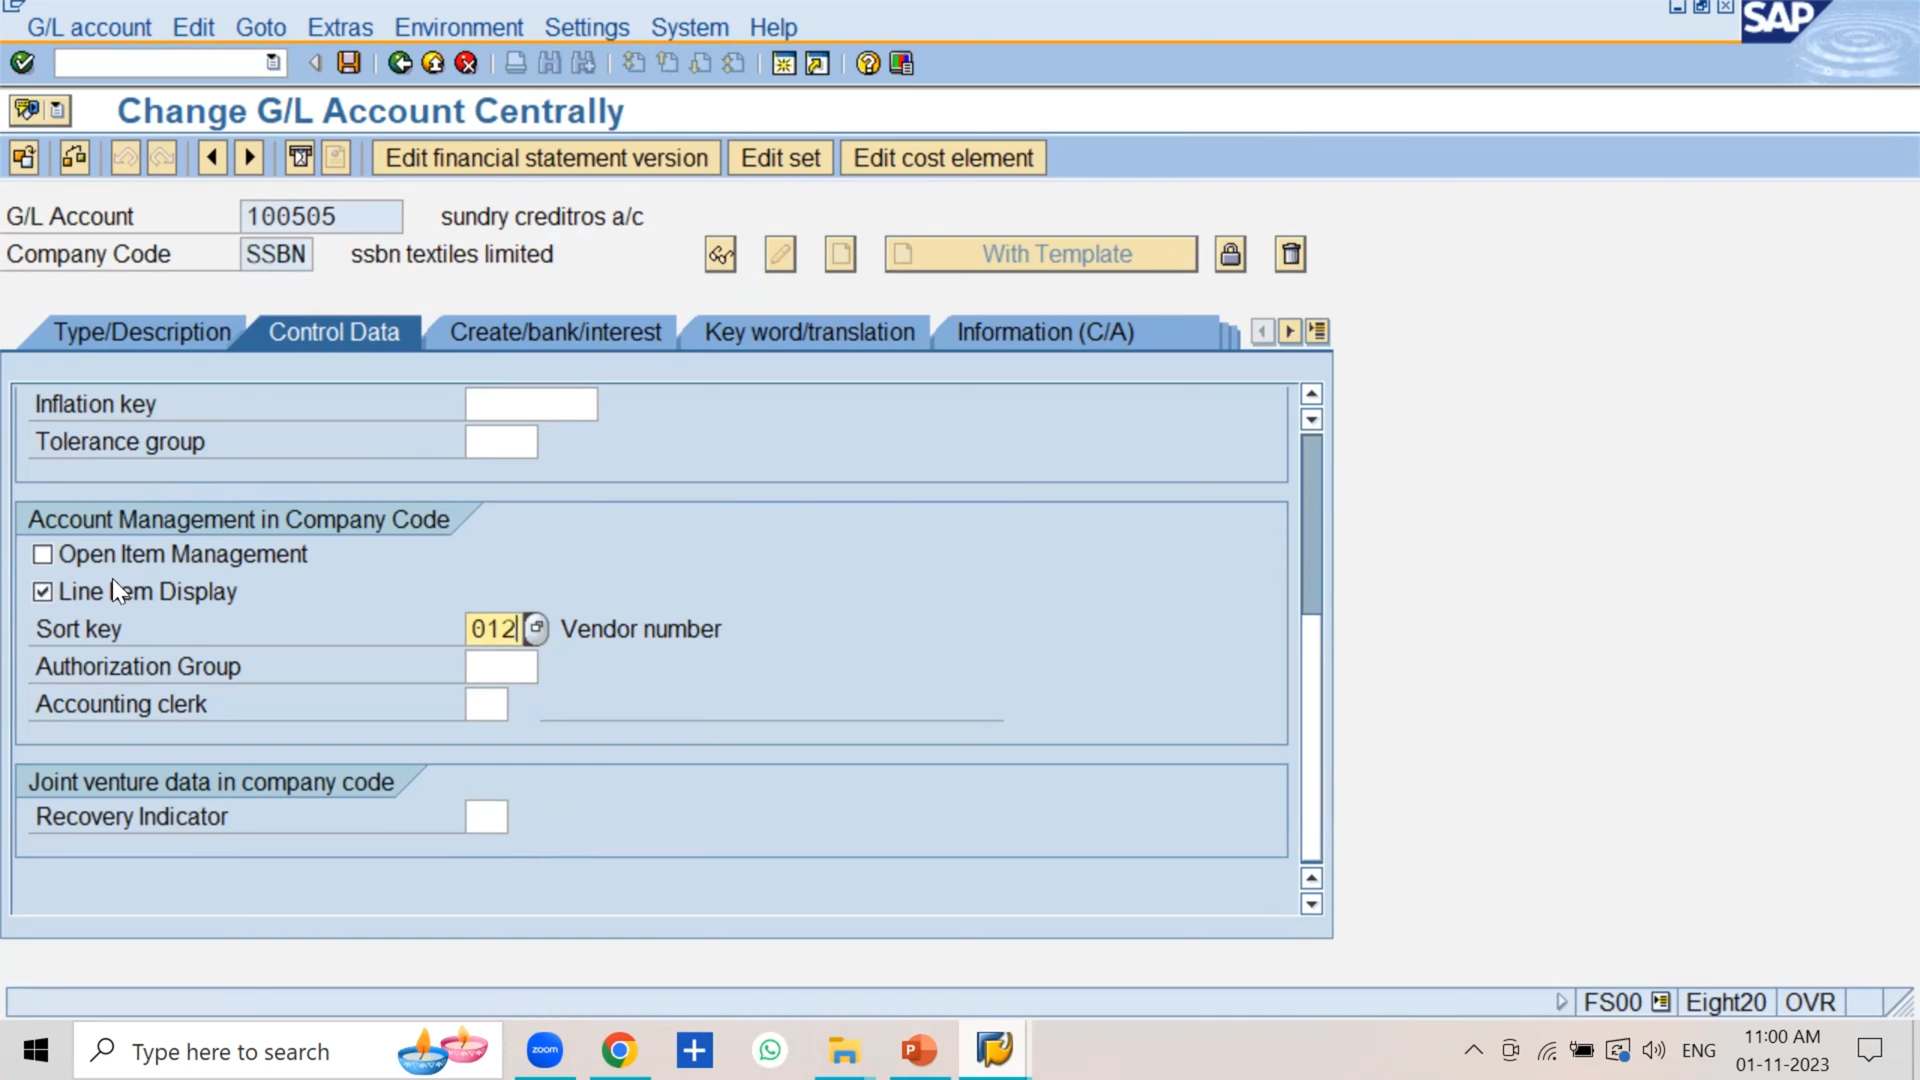 G/L account Edit Goto Extras Environment Settings System Help
SAP
Change G/L Account Centrally
Edit financial statement version Edit set Edit cost element
G/L Account 100505 sundry creditros a/c
Company Code SSBN ssbn textiles limited With Template
Type/Description Control Data Create/bank/interest Key word/translation Information (C/A)
Inflation key
Tolerance group
Account Management in Company Code
Open Item Management
Line Item Display
Sort key 012 Vendor number
Authorization Group
Accounting clerk
Joint venture data in company code
Recovery Indicator
FS00 Eight20 OVR
Type here to search zoom P ENG 11:00 AM
01-11-2023